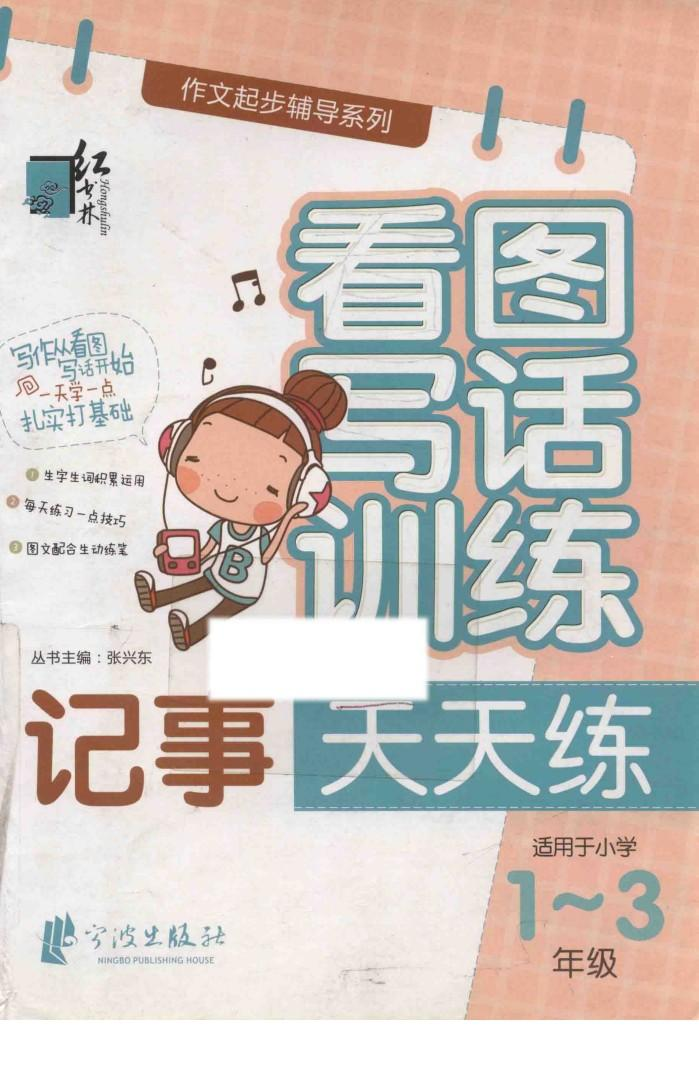 作文起步辅导系列
红书林
Hongshulin
看图
写话
训练
写作从看图
写话开始
一天学一点
扎实打基础
1 生字生词积累运用
2 每天练习一点技巧
3 图文配合生动练笔
B
丛书主编:张兴东
记事 天天练
适用于小学
1~3
年级
宁波出版社
NINGBO PUBLISHING HOUSE